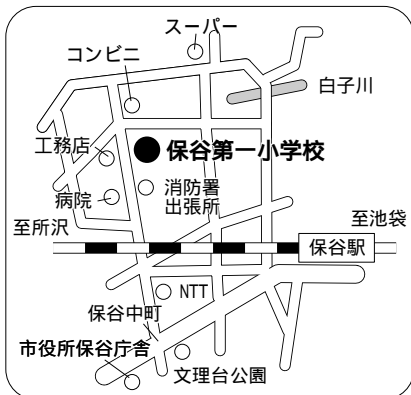 スーパー
コンビニ
白子川
工務店
保谷第一小学校
病院
消防署
出張所
至所沢
至池袋
保谷駅
NTT
保谷中町
市役所保谷庁舎
文理台公園